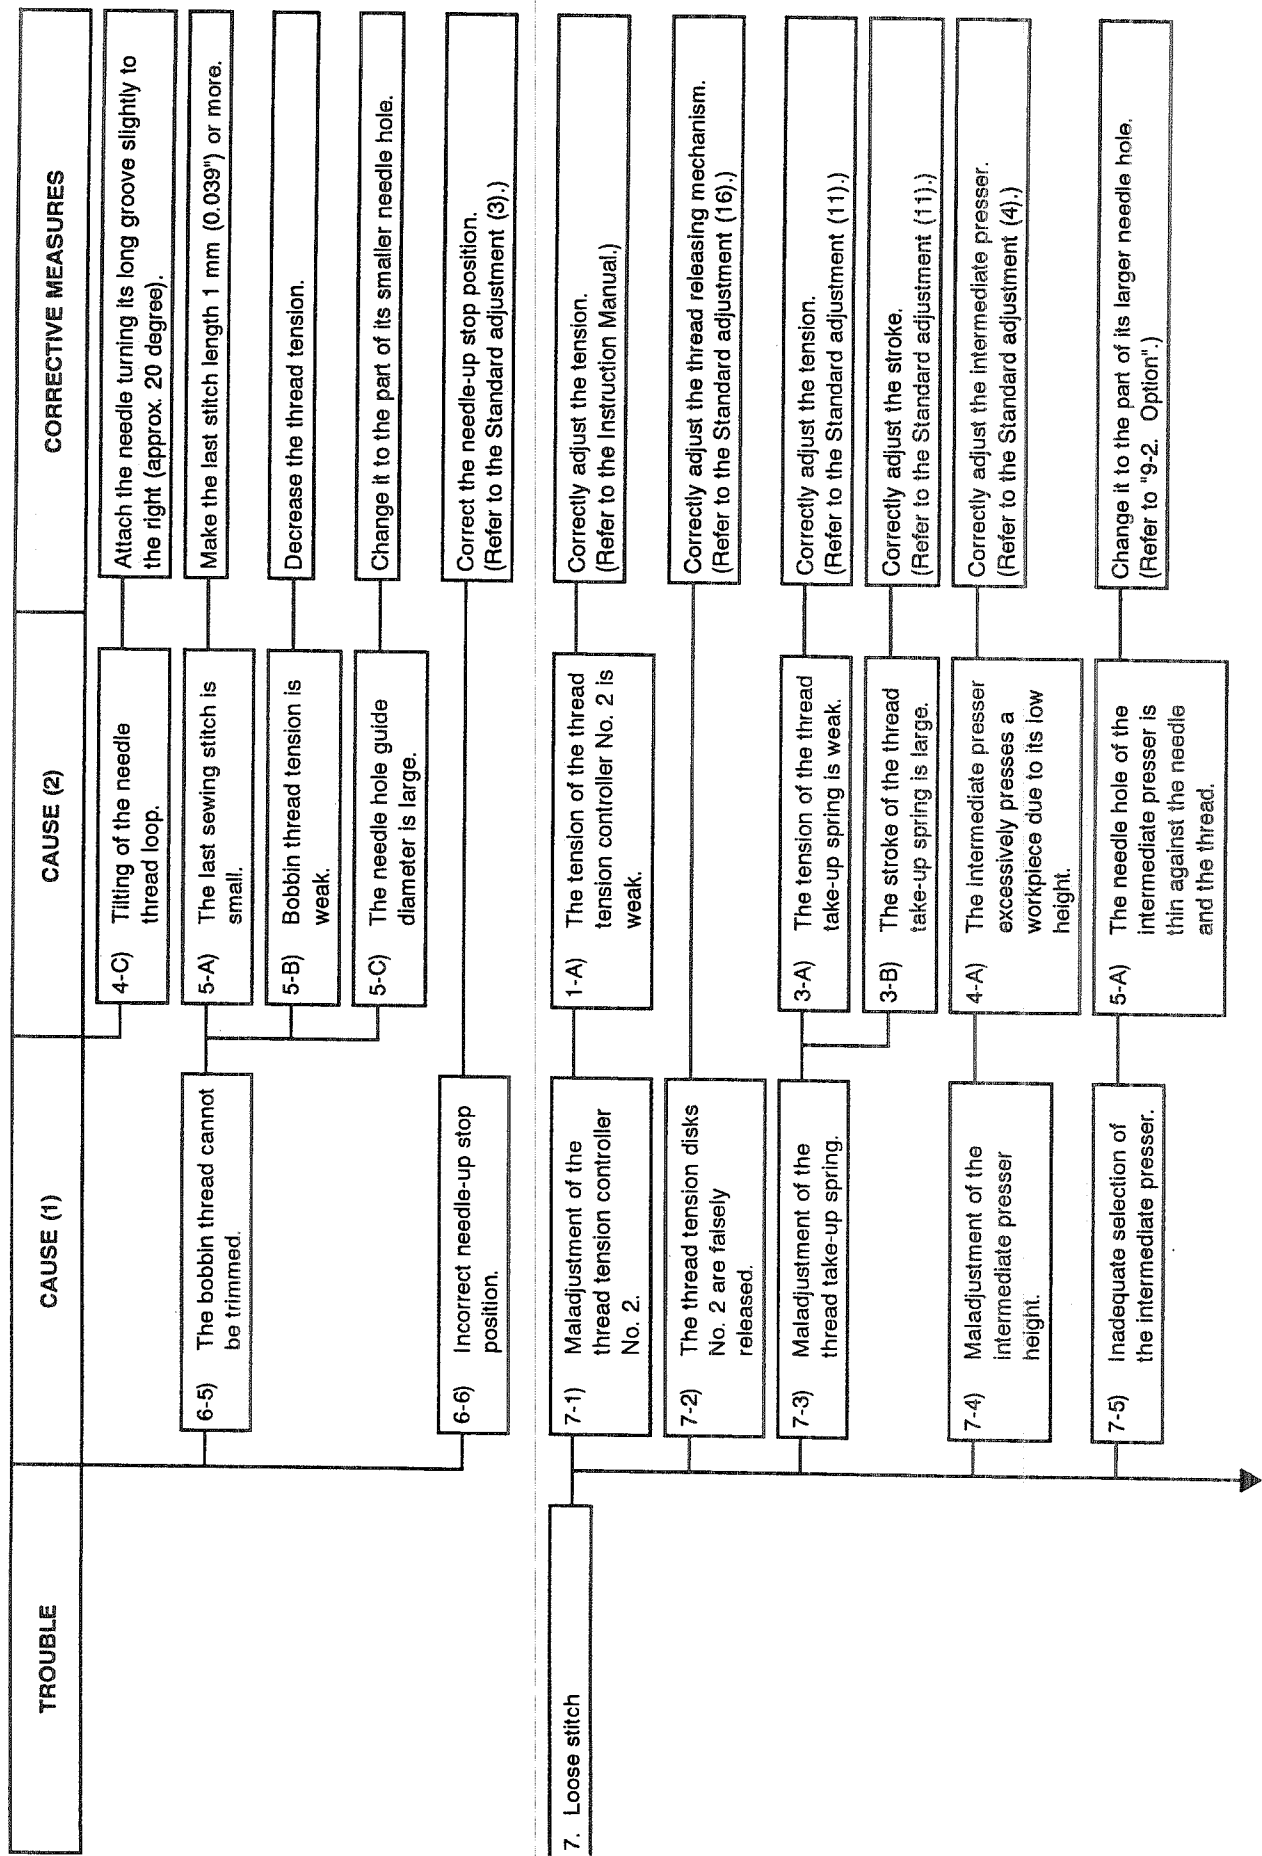 TROUBLE
CAUSE (1)
CAUSE (2)
CORRECTIVE MEASURES
4-C) Tilting of the needle
thread loop.
Attach the needle turning its long groove slightly to
the right (approx. 20 degree).
6-5) The bobbin thread cannot
be trimmed.
5-A) The last sewing stitch is
small.
Make the last stitch length 1 mm (0.039") or more.
5-B) Bobbin thread tension is
weak.
Decrease the thread tension.
5-C) The needle hole guide
diameter is large.
Change it to the part of its smaller needle hole.
6-6) Incorrect needle-up stop
position.
Correct the needle-up stop position.
(Refer to the Standard adjustment (3).)
7. Loose stitch
7-1) Maladjustment of the
thread tension controller
No. 2.
1-A) The tension of the thread
tension controller No. 2 is
weak.
Correctly adjust the tension.
(Refer to the Instruction Manual.)
7-2) The thread tension disks
No. 2 are falsely
released.
Correctly adjust the thread releasing mechanism.
(Refer to the Standard adjustment (16).)
7-3) Maladjustment of the
thread take-up spring.
3-A) The tension of the thread
take-up spring is weak.
Correctly adjust the tension.
(Refer to the Standard adjustment (11).)
3-B) The stroke of the thread
take-up spring is large.
Correctly adjust the stroke.
(Refer to the Standard adjustment (11).)
7-4) Maladjustment of the
intermediate presser
height.
4-A) The intermediate presser
excessively presses a
workpiece due to its low
height.
Correctly adjust the intermediate presser.
(Refer to the Standard adjustment (4).)
7-5) Inadequate selection of
the intermediate presser.
5-A) The needle hole of the
intermediate presser is
thin against the needle
and the thread.
Change it to the part of its larger needle hole.
(Refer to "9-2. Option".)